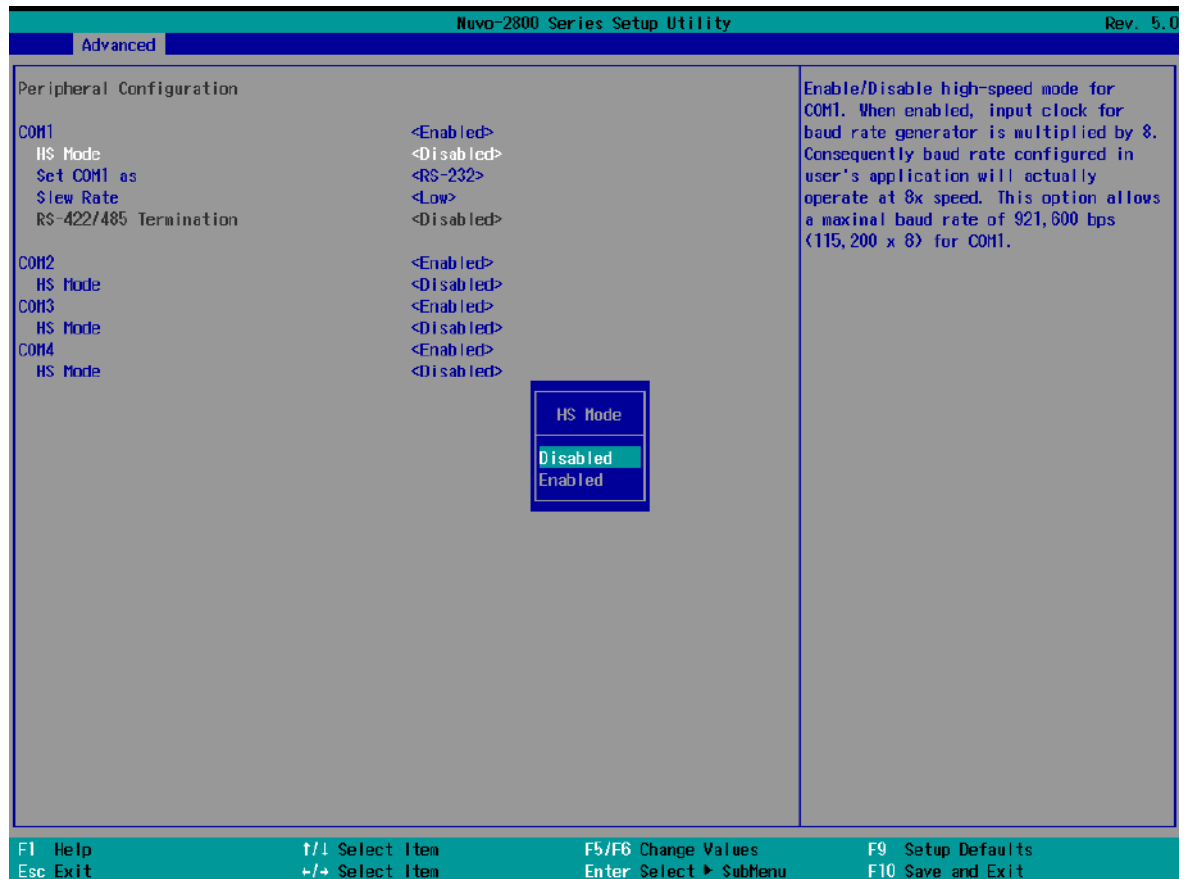 Nuvo-2800 Series Setup Utility Rev. 5.0
Advanced
Peripheral Configuration
COM1 <Enabled>
HS Mode <Disabled>
Set COM1 as <RS-232>
Slew Rate <Low>
RS-422/485 Termination <Disabled>
COM2 <Enabled>
HS Mode <Disabled>
COM3 <Enabled>
HS Mode <Disabled>
COM4 <Enabled>
HS Mode <Disabled>
HS Mode
Disabled
Enabled
Enable/Disable high-speed mode for
COM1. When enabled, input clock for
baud rate generator is multiplied by 8.
Consequently baud rate configured in
user's application will actually
operate at 8x speed. This option allows
a maxinal baud rate of 921,600 bps
(115,200 x 8) for COM1.
F1 Help ↑/↓ Select Item F5/F6 Change Values F9 Setup Defaults
Esc Exit ←/→ Select Item Enter Select ▶ SubMenu F10 Save and Exit